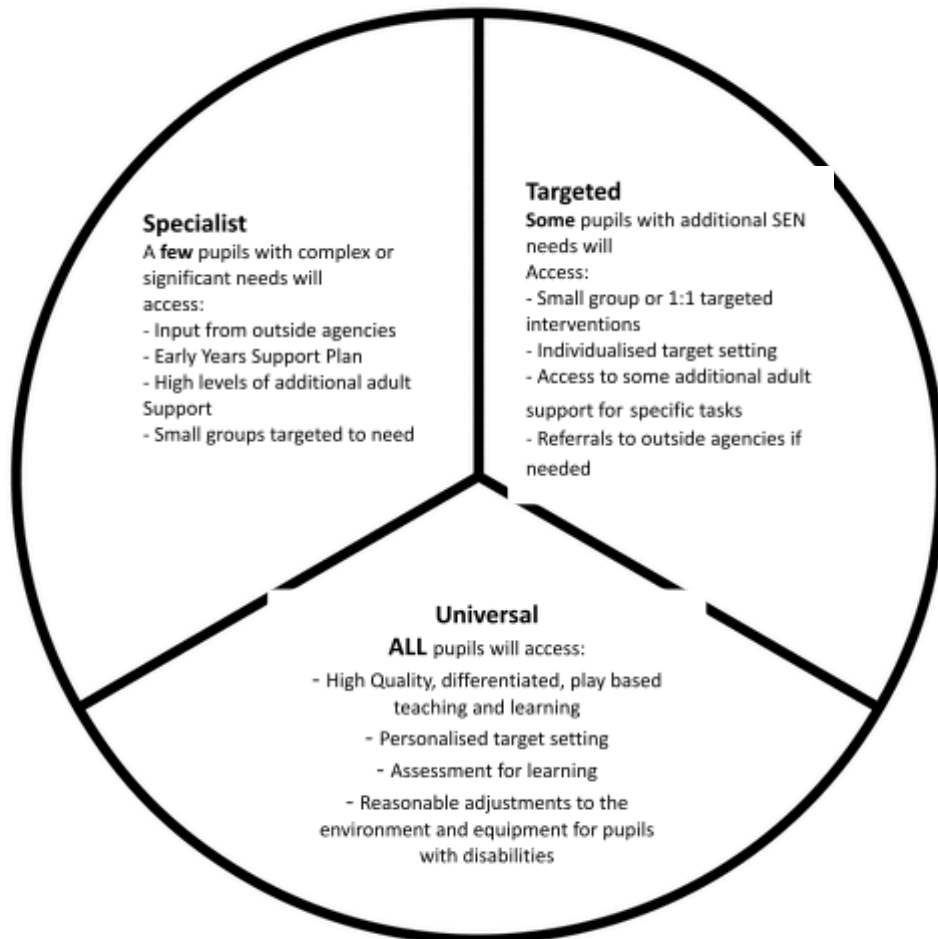 Specialist
A few pupils with complex or
significant needs will
access:
- Input from outside agencies
- Early Years Support Plan
- High levels of additional adult
Support
- Small groups targeted to need
Targeted
Some pupils with additional SEN
needs will
Access:
- Small group or 1:1 targeted
interventions
- Individualised target setting
- Access to some additional adult
support for specific tasks
- Referrals to outside agencies if
needed
Universal
ALL pupils will access:
- High Quality, differentiated, play based
teaching and learning
- Personalised target setting
- Assessment for learning
- Reasonable adjustments to the
environment and equipment for pupils
with disabilities